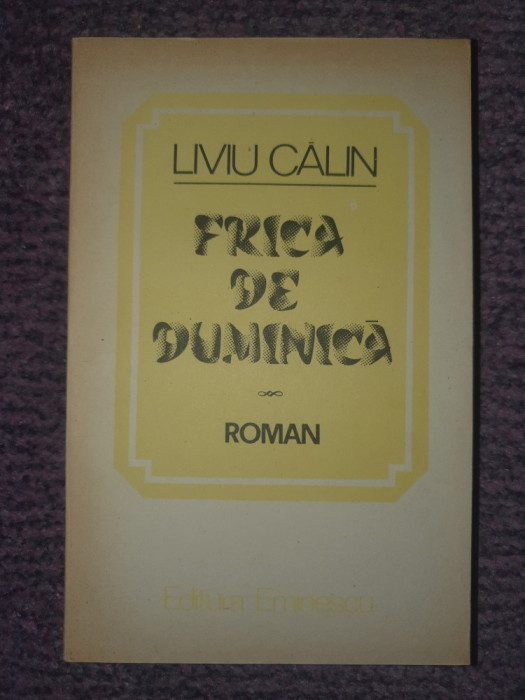 LIVIU CĂLIN
FRICA
DE
DUMINICĂ
ROMAN
Editura Eminescu